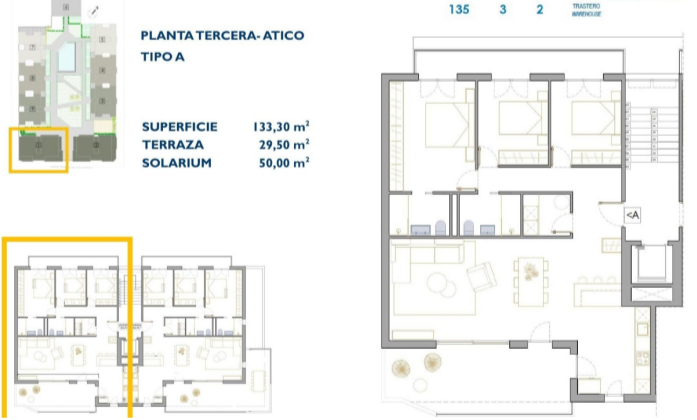 PLANTA TERCERA- ATICO
TIPO A
SUPERFICIE 133,30 m²
TERRAZA 29,50 m²
SOLARIUM 50,00 m²
135 3 2 TRASTERO
WAREHOUSE
<A